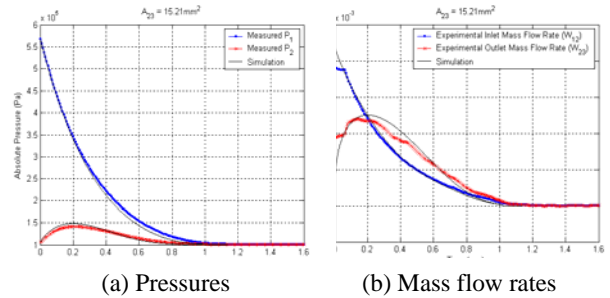 A23 = 15.21mm²
x 10⁵
Measured P1
Measured P2
Simulation
Absolute Pressure (Pa)
6
5.5
5
4.5
4
3.5
3
2.5
2
1.5
1
0 0.2 0.4 0.6 0.8 1 1.2 1.4 1.6
(a) Pressures
A23 = 15.21mm²
-3
Experimental Inlet Mass Flow Rate (W12)
Experimental Outlet Mass Flow Rate (W23)
Simulation
0.2 0.4 0.6 0.8 1 1.2 1.4 1.6
(b) Mass flow rates